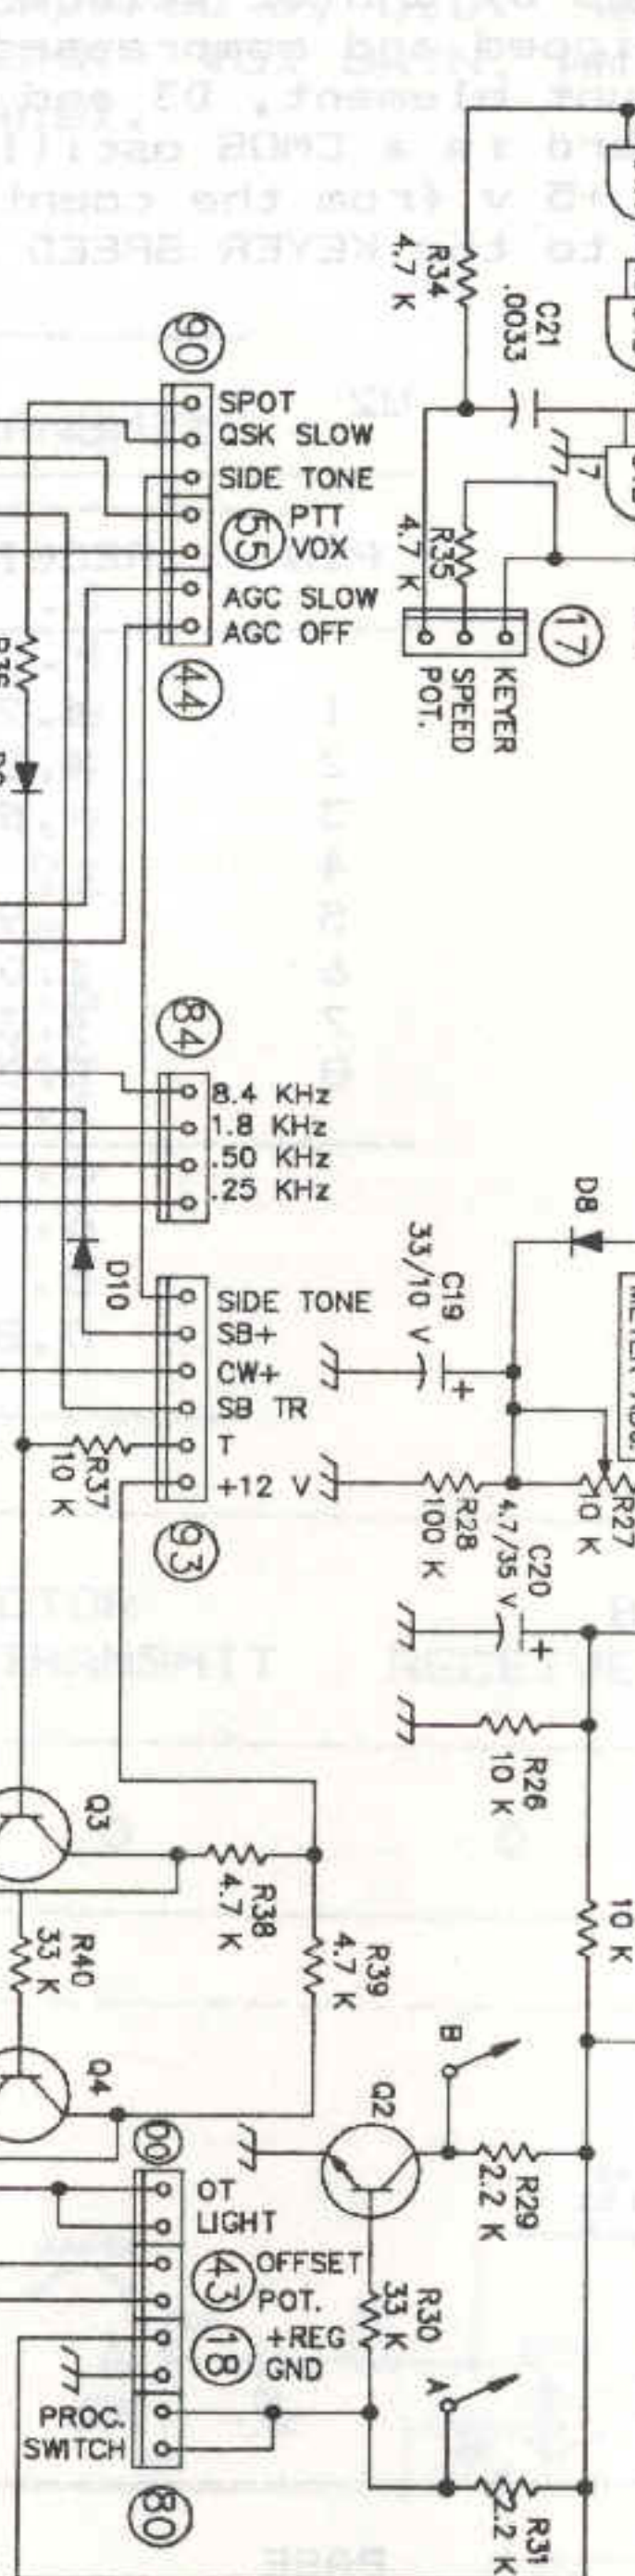 R34
4.7 K
C21
.0033
90
SPOT
QSK SLOW
SIDE TONE
PTT
55
VOX
AGC SLOW
AGC OFF
44
7
R35
4.7 K
17
KEYER
SPEED
POT.
84
8.4 KHz
1.8 KHz
.50 KHz
.25 KHz
D8
D10
C19
33/10 V
+
SIDE TONE
SB+
CW+
SB TR
T
+12 V
93
R37
10 K
R28
100 K
R27
10 K
C20
4.7/35 V
+
R26
10 K
10 K
Q3
R38
4.7 K
R39
4.7 K
R40
33 K
Q4
B
Q2
R29
2.2 K
00
OT
LIGHT
43
OFFSET
POT.
18
+REG
GND
R30
33 K
A
PROC.
SWITCH
80
R31
2.2 K